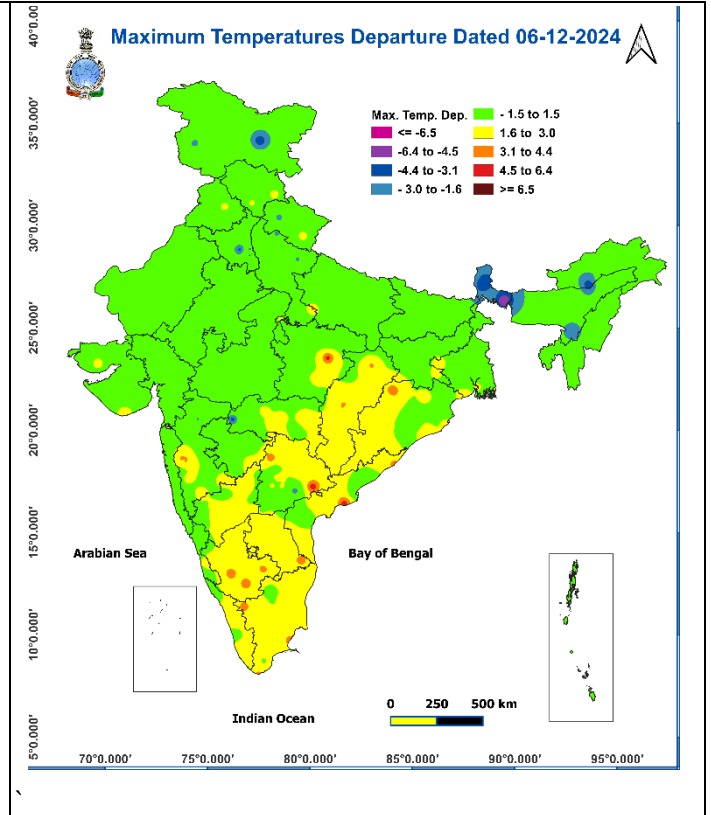 Maximum Temperatures Departure Dated 06-12-2024
Max. Temp. Dep.
<= -6.5
-6.4 to -4.5
-4.4 to -3.1
- 3.0 to -1.6
- 1.5 to 1.5
1.6 to 3.0
3.1 to 4.4
4.5 to 6.4
>= 6.5
40°0.000'
35°0.000'
30°0.000'
25°0.000'
20°0.000'
15°0.000'
10°0.000'
5°0.000'
Arabian Sea
Bay of Bengal
Indian Ocean
0 250 500 km
70°0.000' 75°0.000' 80°0.000' 85°0.000' 90°0.000' 95°0.000'
`